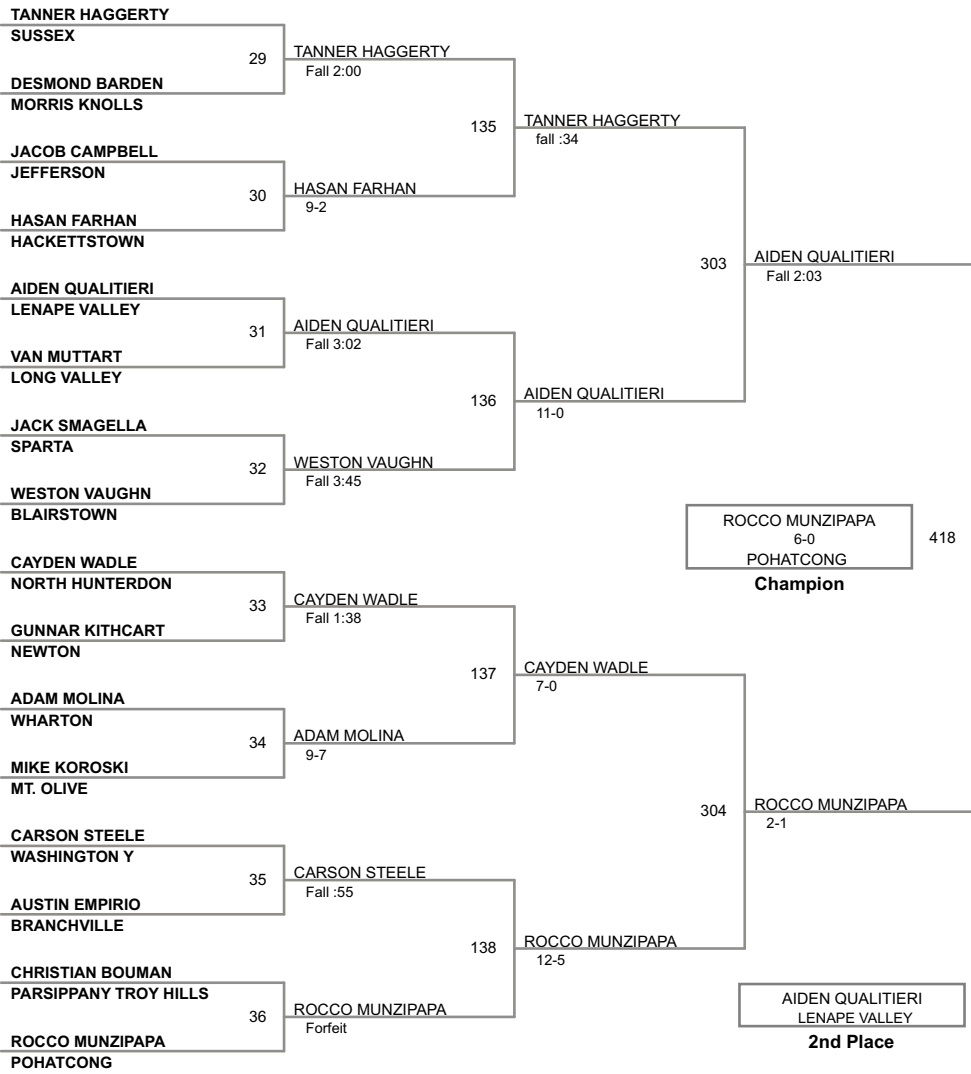 TANNER HAGGERTY
SUSSEX
29
DESMOND BARDEN
MORRIS KNOLLS
TANNER HAGGERTY
Fall 2:00
JACOB CAMPBELL
JEFFERSON
30
HASAN FARHAN
HACKETTSTOWN
HASAN FARHAN
9-2
135
TANNER HAGGERTY
fall :34
AIDEN QUALITIERI
LENAPE VALLEY
31
VAN MUTTART
LONG VALLEY
AIDEN QUALITIERI
Fall 3:02
JACK SMAGELLA
SPARTA
32
WESTON VAUGHN
BLAIRSTOWN
WESTON VAUGHN
Fall 3:45
136
AIDEN QUALITIERI
11-0
303
AIDEN QUALITIERI
Fall 2:03
ROCCO MUNZIPAPA
6-0
POHATCONG
418
Champion
CAYDEN WADLE
NORTH HUNTERDON
33
GUNNAR KITHCART
NEWTON
CAYDEN WADLE
Fall 1:38
ADAM MOLINA
WHARTON
34
MIKE KOROSKI
MT. OLIVE
ADAM MOLINA
9-7
137
CAYDEN WADLE
7-0
CARSON STEELE
WASHINGTON Y
35
AUSTIN EMPIRIO
BRANCHVILLE
CARSON STEELE
Fall :55
CHRISTIAN BOUMAN
PARSIPPANY TROY HILLS
36
ROCCO MUNZIPAPA
POHATCONG
ROCCO MUNZIPAPA
Forfeit
138
ROCCO MUNZIPAPA
12-5
304
ROCCO MUNZIPAPA
2-1
AIDEN QUALITIERI
LENAPE VALLEY
2nd Place